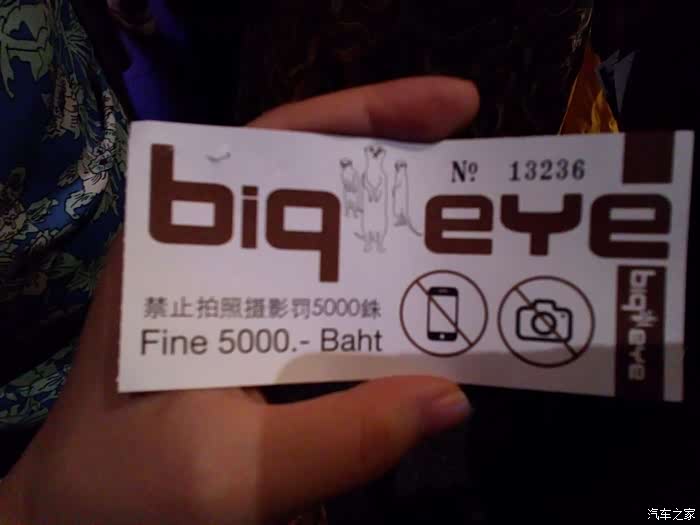 № 13236
big eye
禁止拍照摄影罚5000銖
Fine 5000.- Baht
big eye
汽车之家